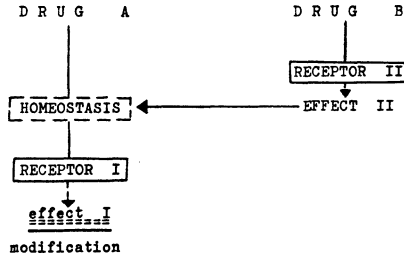 DRUG A DRUG B
RECEPTOR II
HOMEOSTASIS EFFECT II
RECEPTOR I
effect I
modification